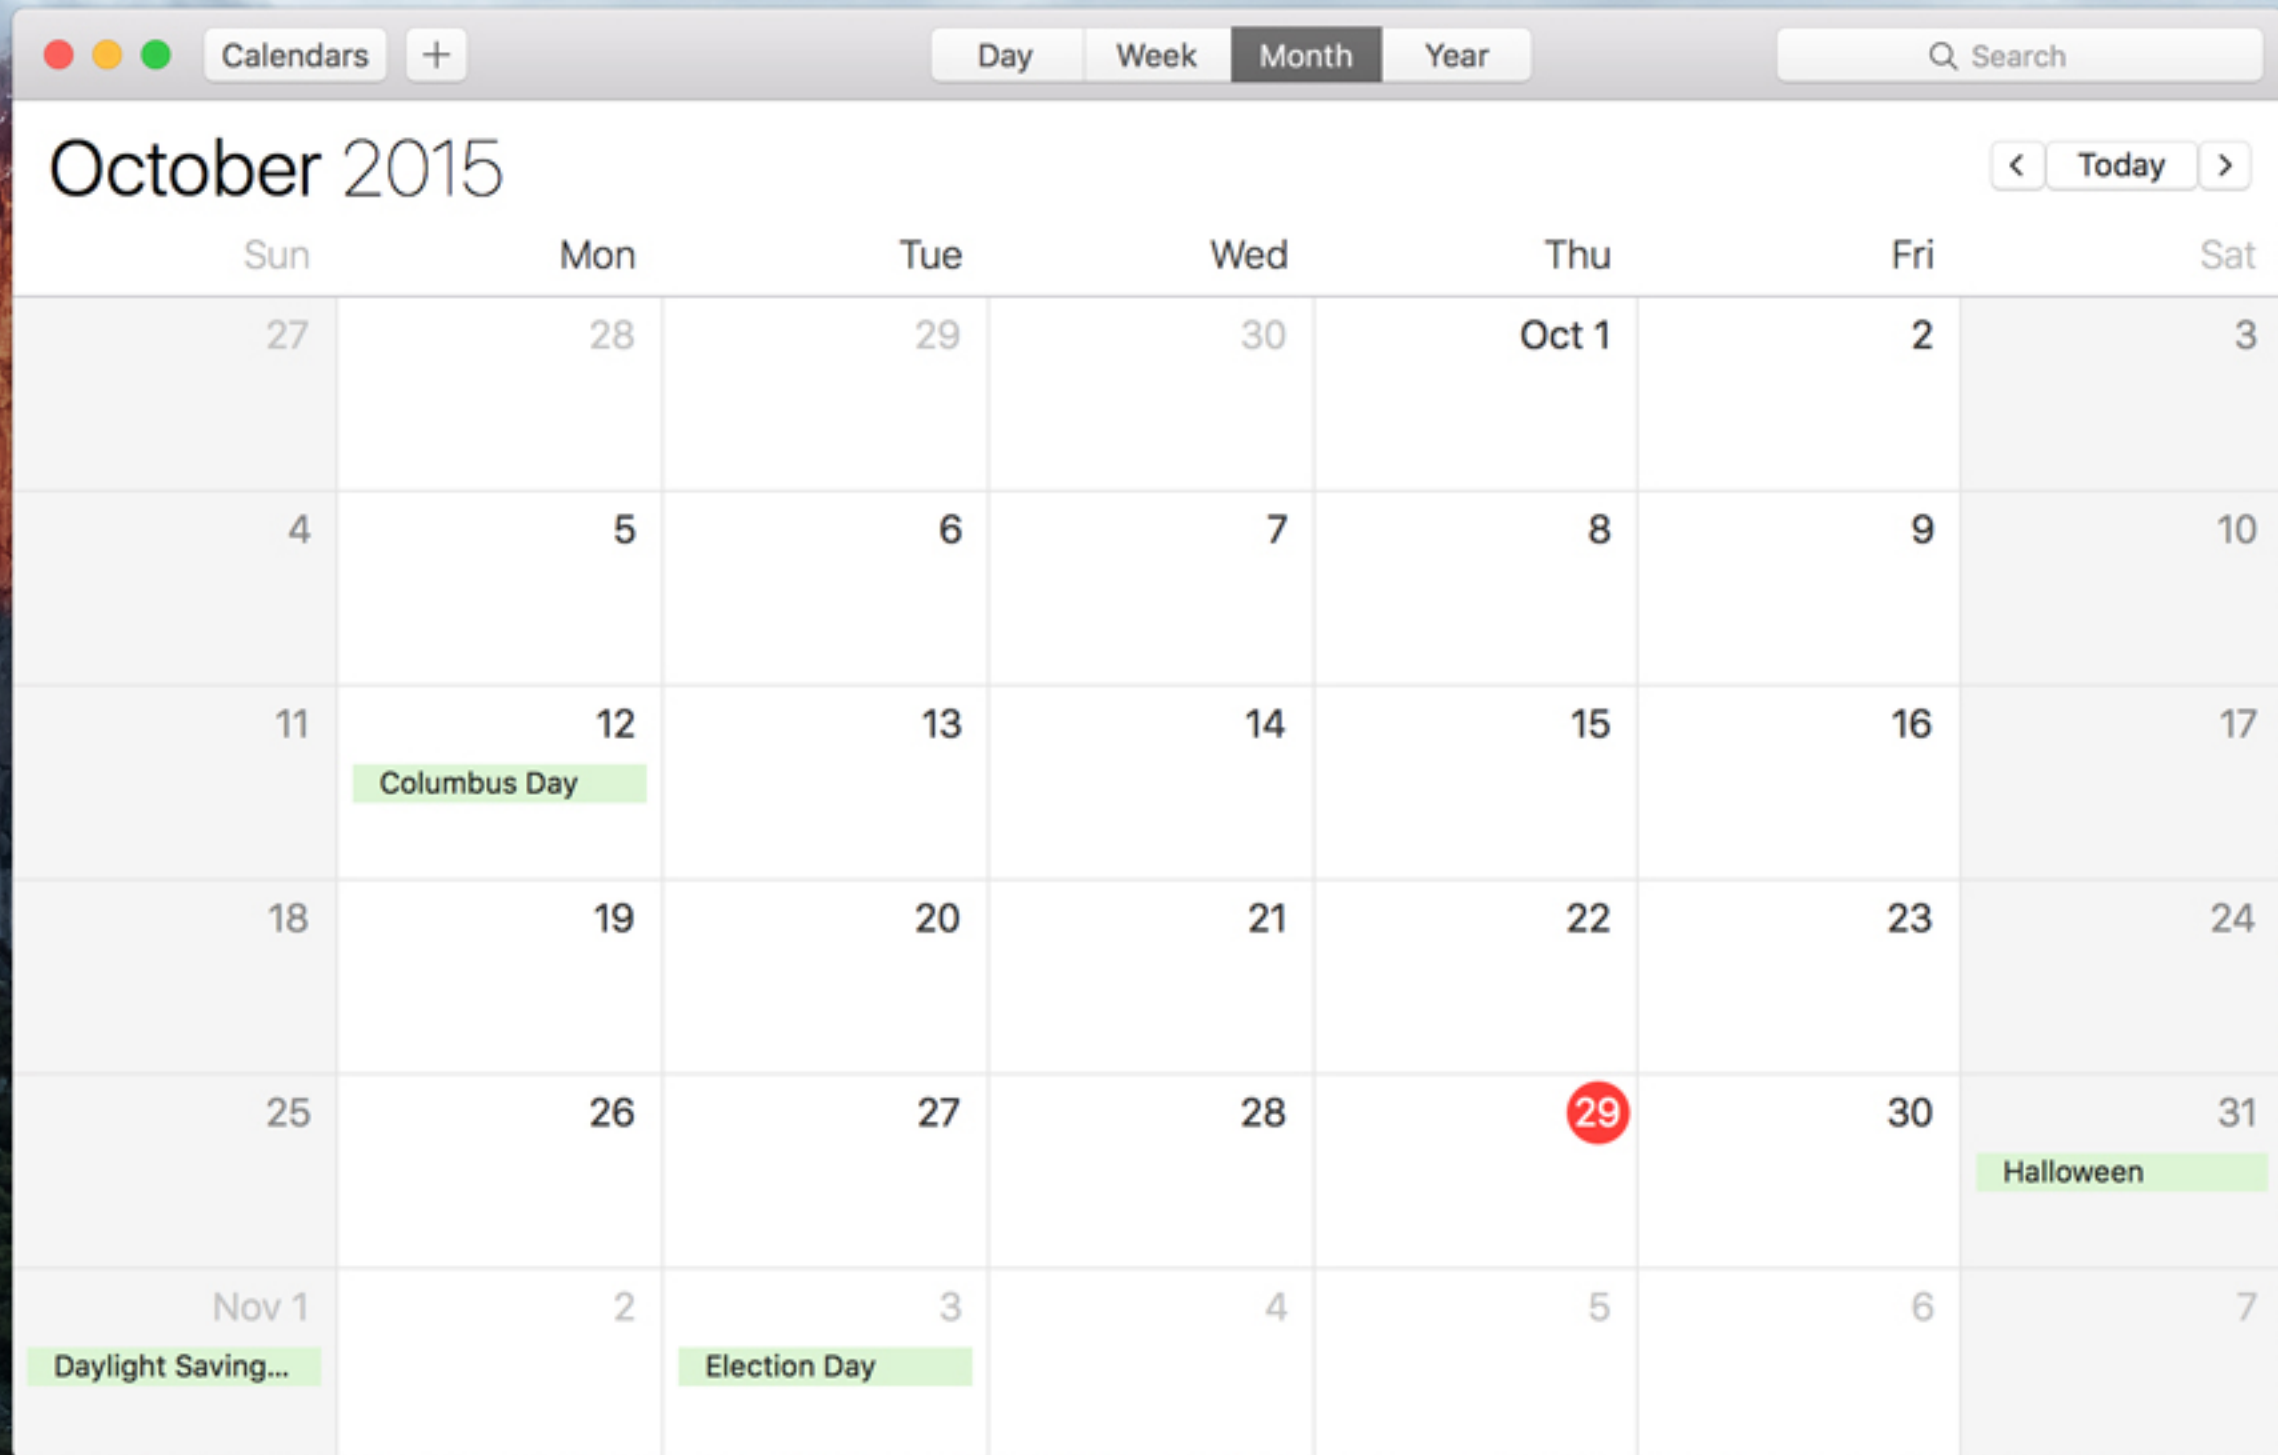 Calendars + Day Week Month Year Search
October 2015
< Today >
Sun Mon Tue Wed Thu Fri Sat
27 28 29 30 Oct 1 2 3
4 5 6 7 8 9 10
11 12 13 14 15 16 17
Columbus Day
18 19 20 21 22 23 24
25 26 27 28 29 30 31
Halloween
Nov 1 2 3 4 5 6 7
Daylight Saving... Election Day